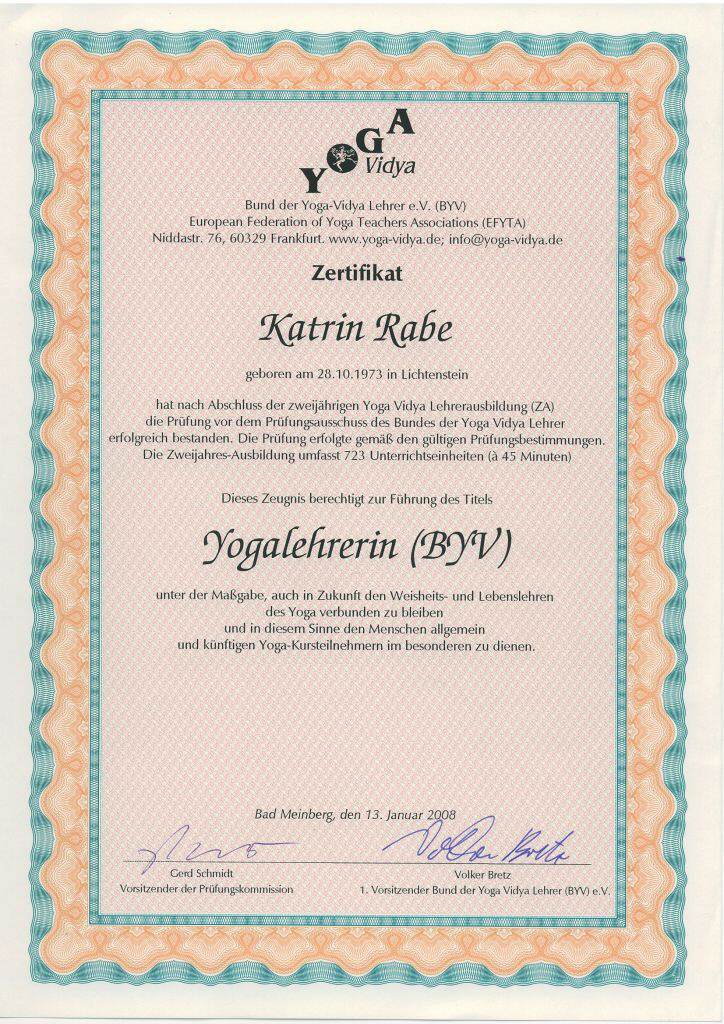 YOGA
Vidya
Bund der Yoga-Vidya Lehrer e.V. (BYV)
European Federation of Yoga Teachers Associations (EFYTA)
Niddastr. 76, 60329 Frankfurt. www.yoga-vidya.de; info@yoga-vidya.de
Zertifikat
Katrin Rabe
geboren am 28.10.1973 in Lichtenstein
hat nach Abschluss der zweijährigen Yoga Vidya Lehrerausbildung (ZA)
die Prüfung vor dem Prüfungsausschuss des Bundes der Yoga Vidya Lehrer
erfolgreich bestanden. Die Prüfung erfolgte gemäß den gültigen Prüfungsbestimmungen.
Die Zweijahres-Ausbildung umfasst 723 Unterrichtseinheiten (à 45 Minuten)
Dieses Zeugnis berechtigt zur Führung des Titels
Yogalehrerin (BYV)
unter der Maßgabe, auch in Zukunft den Weisheits- und Lebenslehren
des Yoga verbunden zu bleiben
und in diesem Sinne den Menschen allgemein
und künftigen Yoga-Kursteilnehmern im besonderen zu dienen.
Bad Meinberg, den 13. Januar 2008
Volker Bretz
Gerd Schmidt Volker Bretz
Vorsitzender der Prüfungskommission 1. Vorsitzender Bund der Yoga Vidya Lehrer (BYV) e.V.